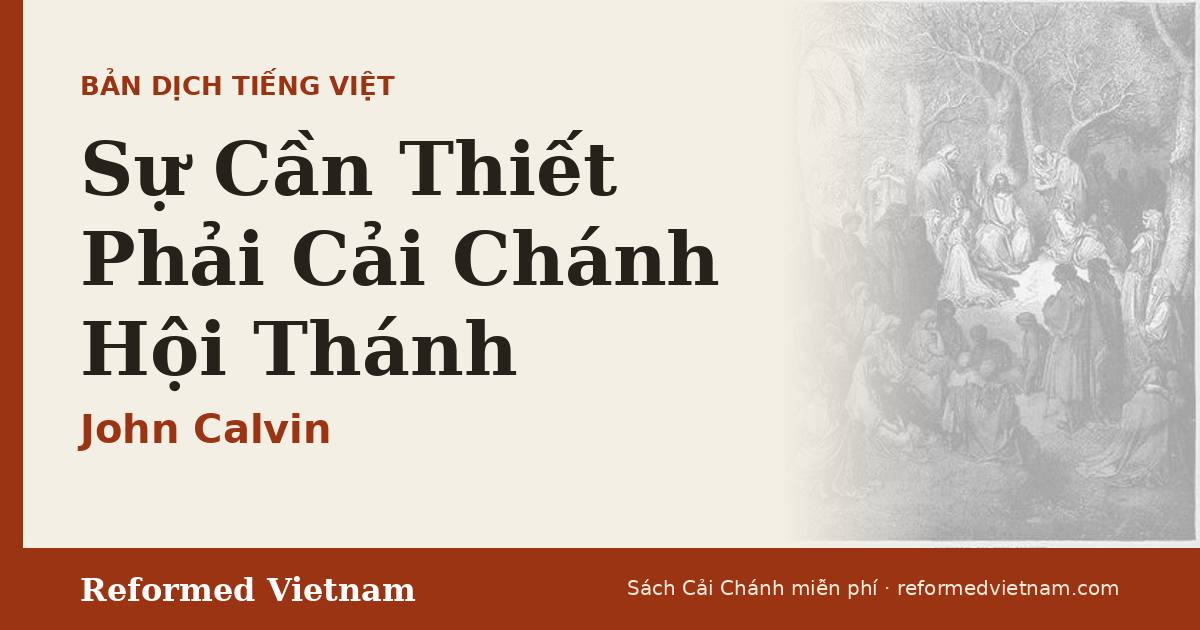 BẢN DỊCH TIẾNG VIỆT
Sự Cần Thiết
Phải Cải Chánh
Hội Thánh
John Calvin
Reformed Vietnam
Sách Cải Chánh miễn phí · reformedvietnam.com